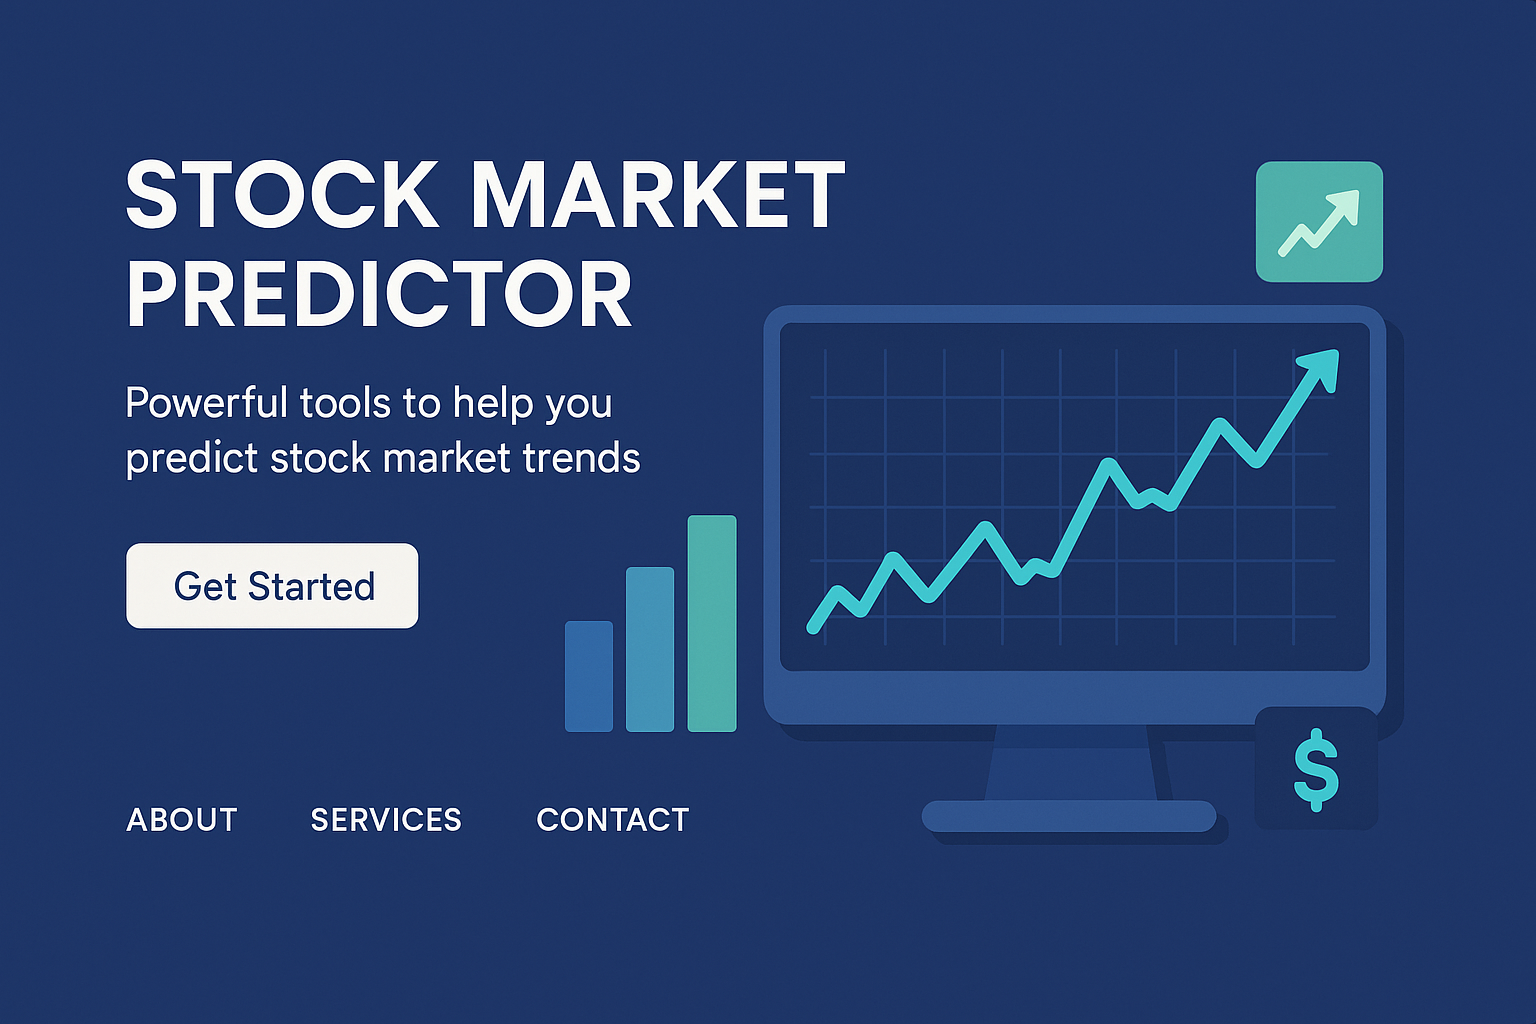 STOCK MARKET
PREDICTOR
Powerful tools to help you
predict stock market trends
Get Started
$
ABOUT SERVICES CONTACT